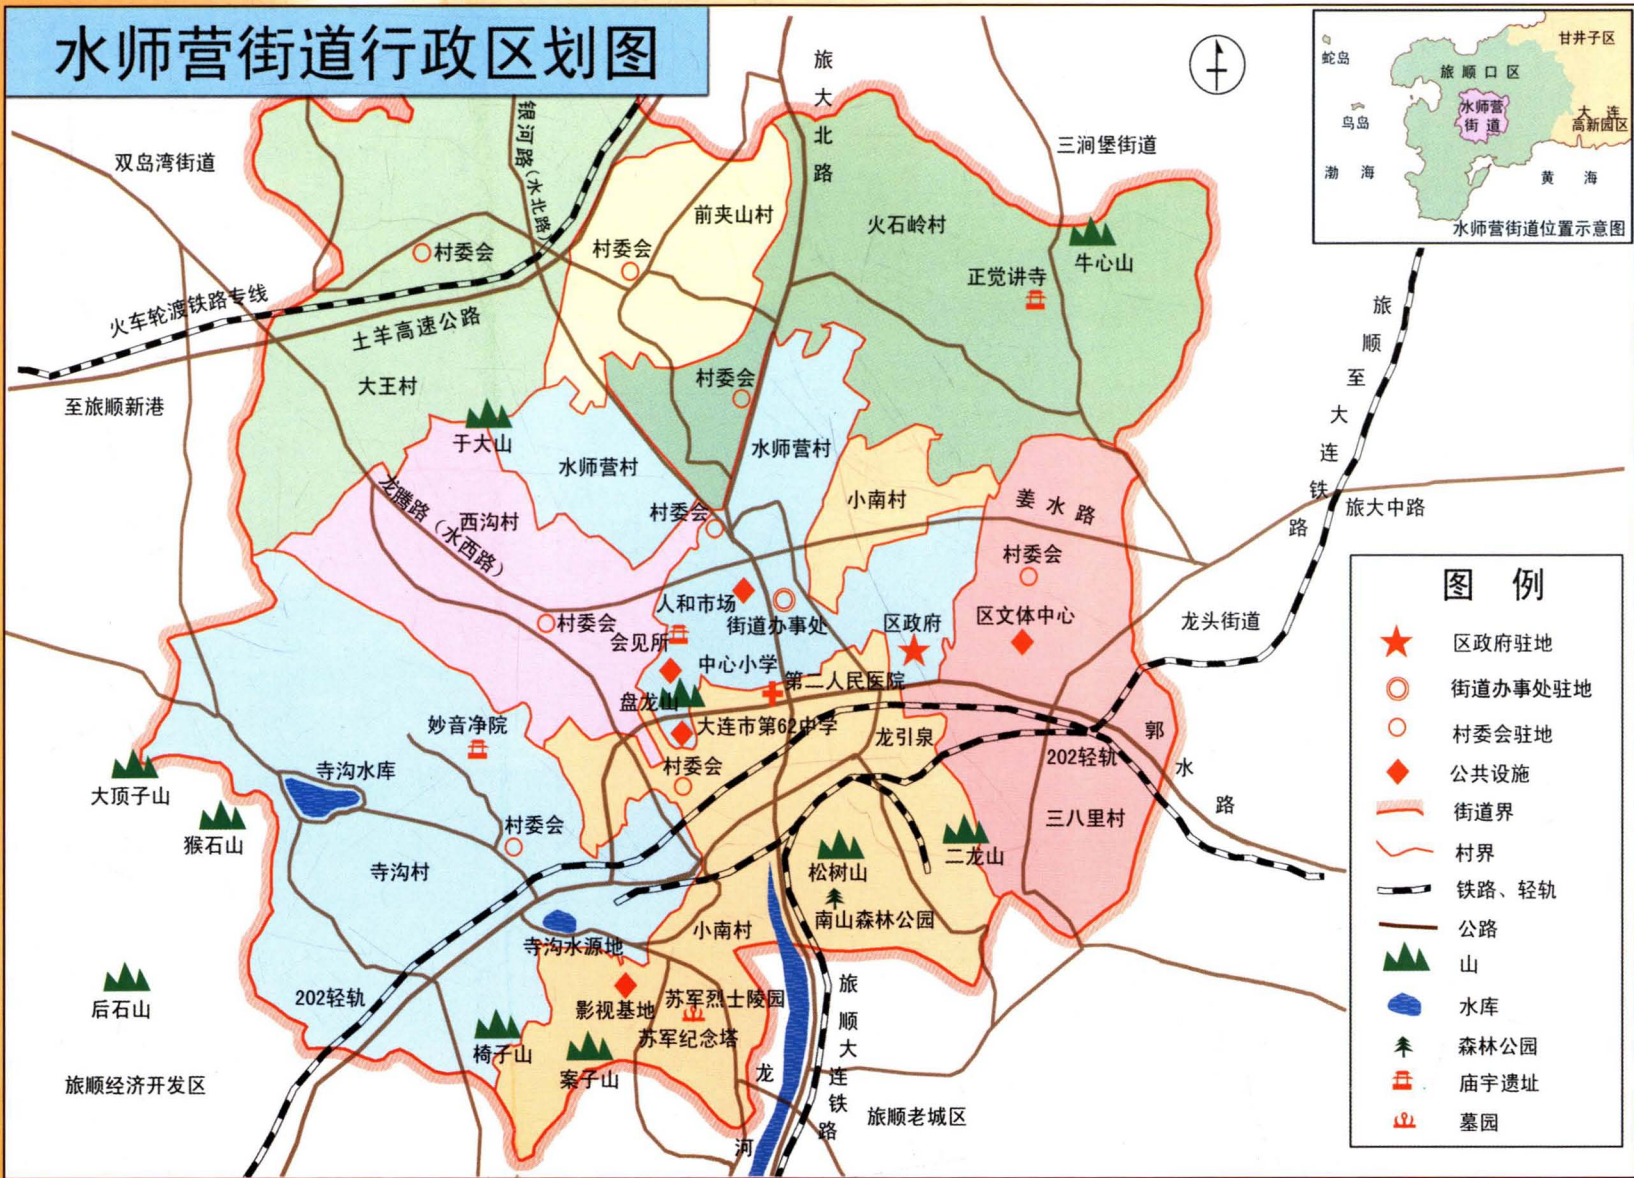 水师营街道行政区划图
蛇岛
甘井子区
旅顺口区
水师营
街道
鸟岛
大连
高新园区
渤海
黄海
水师营街道位置示意图
旅大北路
银河路(水北路)
双岛湾街道
三涧堡街道
前夹山村
火石岭村
村委会
村委会
正觉讲寺
牛心山
火车轮渡铁路专线
土羊高速公路
大王村
村委会
至旅顺新港
于大山
水师营村
水师营村
旅顺至大连铁路
龙腾路(水西路)
西沟村
村委会
小南村
姜水路
旅大中路
村委会
人和市场
街道办事处
村委会
会见所
区政府
区文体中心
龙头街道
中心小学
第二人民医院
盘龙山
大连市第62中学
妙音净院
龙引泉
202轻轨
郭水路
村委会
寺沟水库
大顶子山
猴石山
村委会
三八里村
寺沟村
松树山
二龙山
南山森林公园
小南村
寺沟水源地
202轻轨
后石山
影视基地
苏军烈士陵园
苏军纪念塔
椅子山
案子山
旅顺大连铁路
龙河
旅顺经济开发区
旅顺老城区
图例
区政府驻地
街道办事处驻地
村委会驻地
公共设施
街道界
村界
铁路、轻轨
公路
山
水库
森林公园
庙宇遗址
墓园